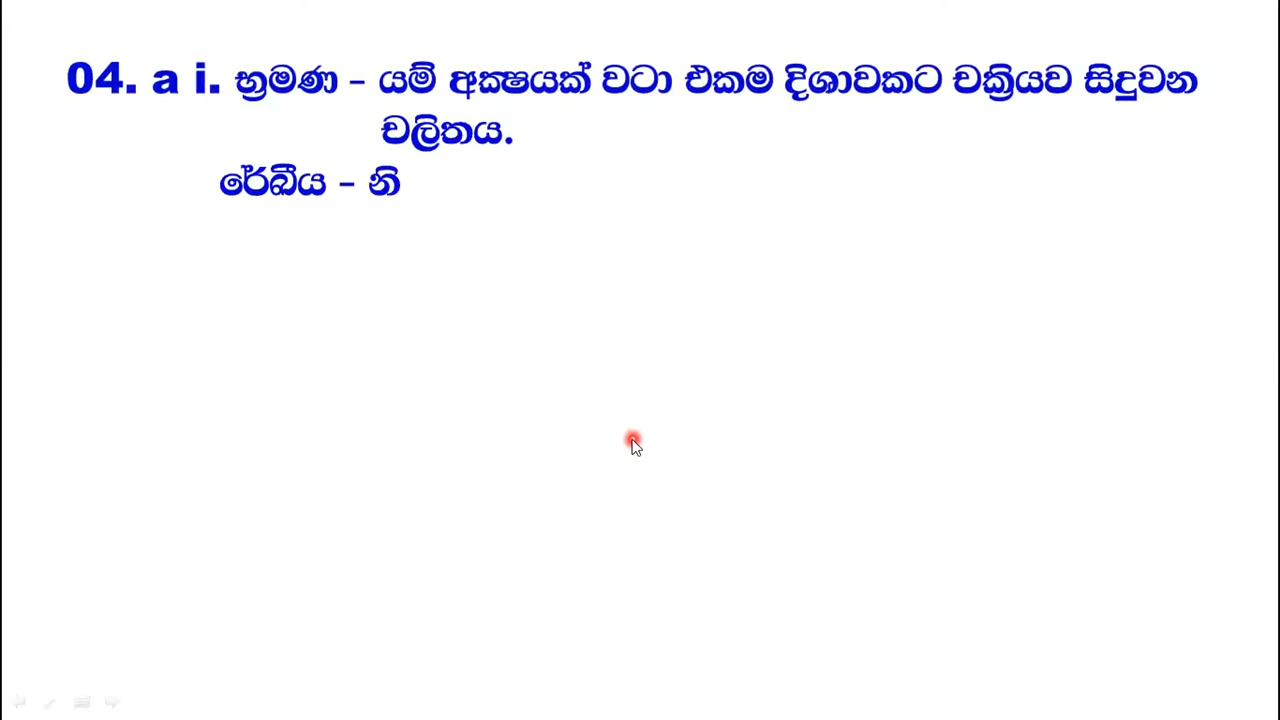 04. a i. භ්‍රමණ – යම් අක්‍ෂයක් වටා එකම දිශාවකට චක්‍රියව සිදුවන
චලිතය.
රේඛීය – නි